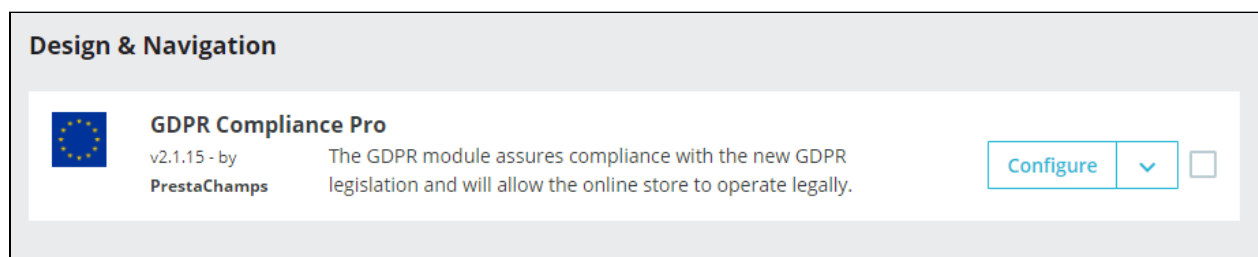 Design & Navigation
GDPR Compliance Pro
v2.1.15 - by
PrestaChamps
The GDPR module assures compliance with the new GDPR
legislation and will allow the online store to operate legally.
Configure